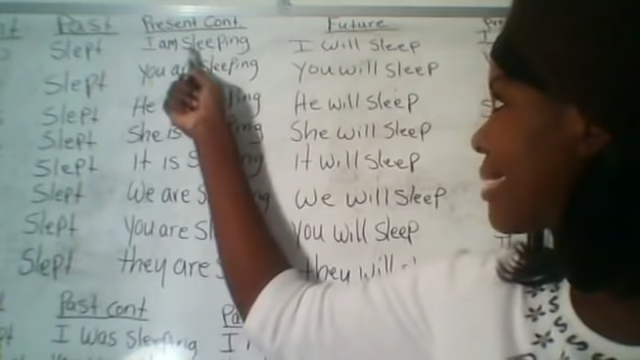 Past Present Cont. Future
Slept I am sleeping I will sleep
Slept You are sleeping You will sleep
Slept He will sleep
Slept She is He will sleep
Slept It is It will sleep
Slept We are We will sleep
Slept You are You will sleep
Slept they are they will
Past cont
I was sleeping I